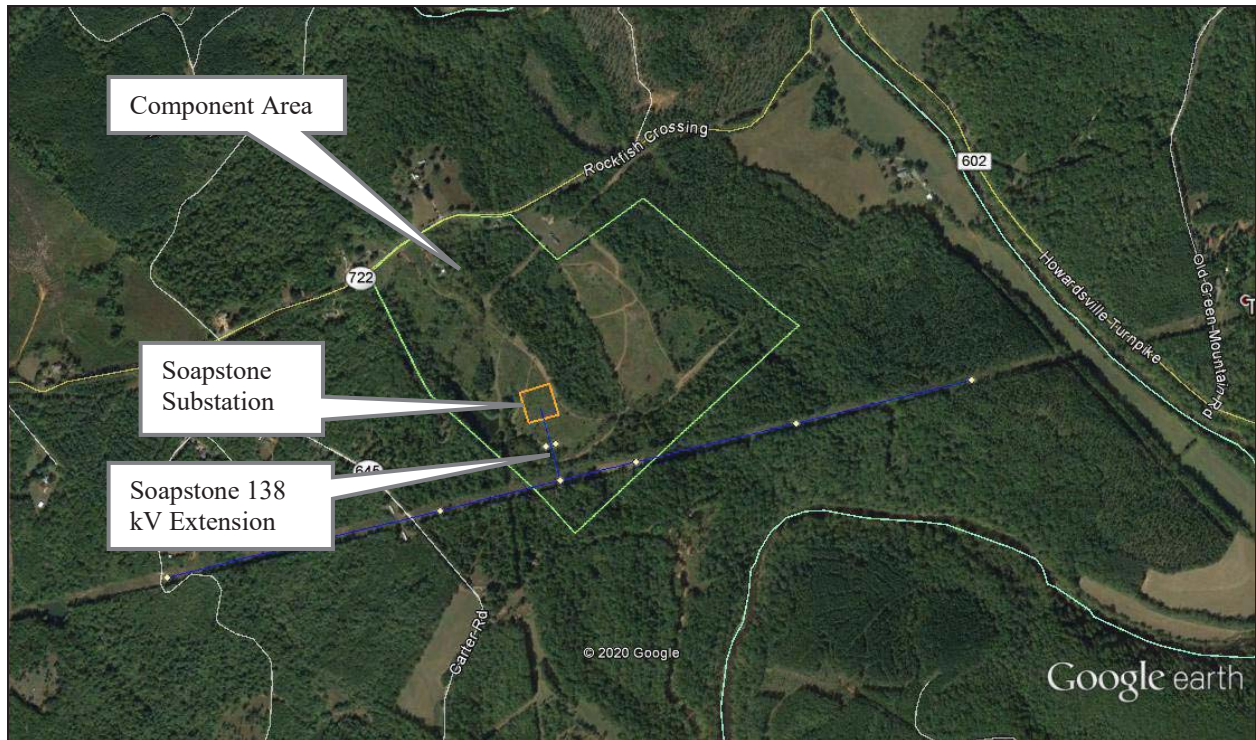 Component Area
Rockfish Crossing
602
722
Howardsville-Turnpike
Old-Green-Mountain-Rd
T
Soapstone
Substation
645
Soapstone 138
kV Extension
Carter-Rd
© 2020 Google
Google earth